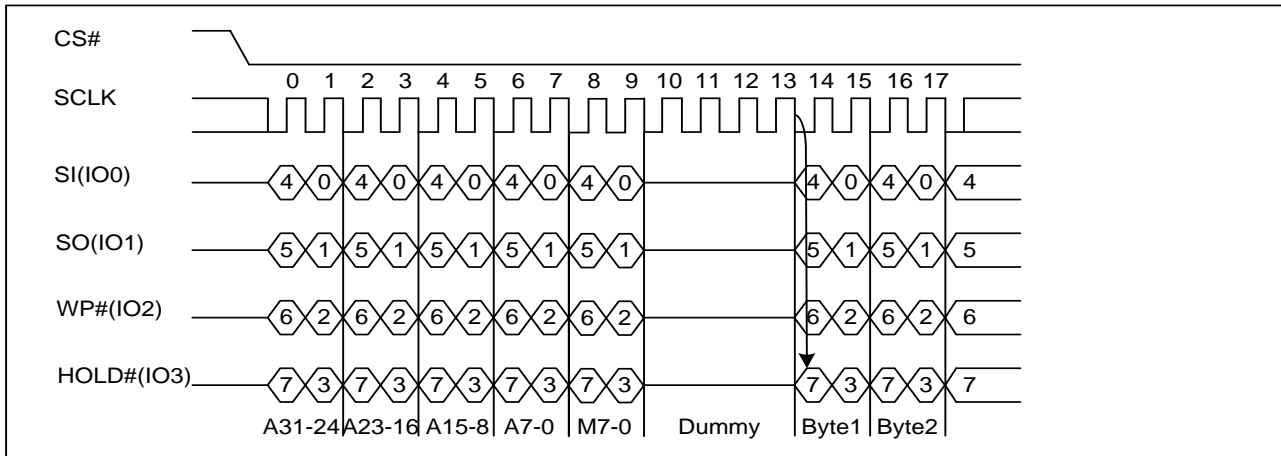 CS#
0 1 2 3 4 5 6 7 8 9 10 11 12 13 14 15 16 17
SCLK
SI(IO0) 4 0 4 0 4 0 4 0 4 0 4 0 4 0 4
SO(IO1) 5 1 5 1 5 1 5 1 5 1 5 1 5 1 5
WP#(IO2) 6 2 6 2 6 2 6 2 6 2 6 2 6 2 6
HOLD#(IO3) 7 3 7 3 7 3 7 3 7 3 7 3 7 3 7
A31-24 A23-16 A15-8 A7-0 M7-0 Dummy Byte1 Byte2